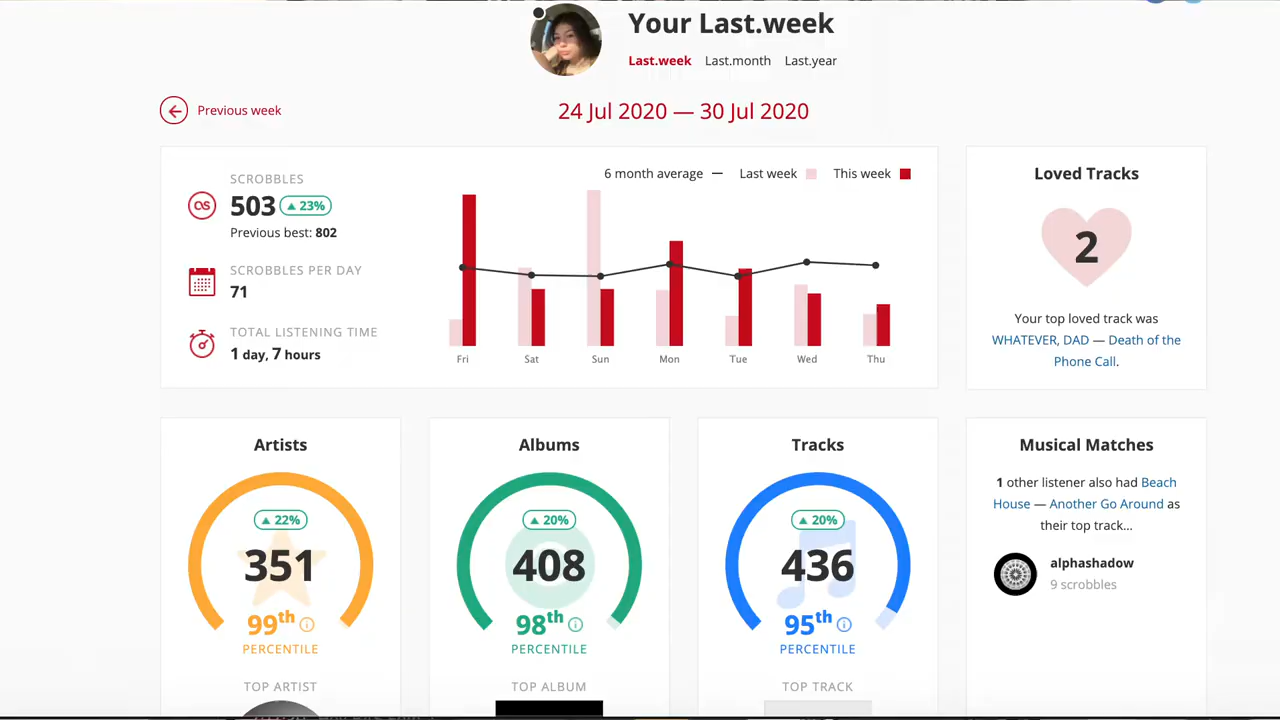 Your Last.week
Last.week Last.month Last.year
Previous week
24 Jul 2020 — 30 Jul 2020
SCROBBLES
503 23%
Previous best: 802
SCROBBLES PER DAY
71
TOTAL LISTENING TIME
1 day, 7 hours
6 month average Last week This week
Fri Sat Sun Mon Tue Wed Thu
Loved Tracks
2
Your top loved track was
WHATEVER, DAD — Death of the
Phone Call.
Artists
22%
351
99th
PERCENTILE
TOP ARTIST
Albums
20%
408
98th
PERCENTILE
TOP ALBUM
Tracks
20%
436
95th
PERCENTILE
TOP TRACK
Musical Matches
1 other listener also had Beach
House — Another Go Around as
their top track...
alphashadow
9 scrobbles